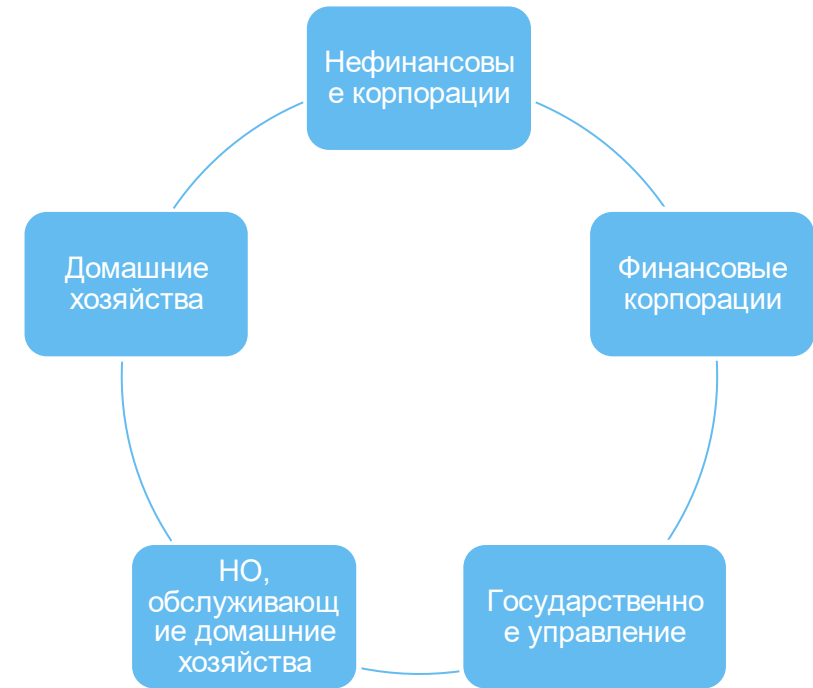 Нефинансовы
е корпорации
Финансовые
корпорации
Государственно
е управление
НО,
обслуживающ
ие домашние
хозяйства
Домашние
хозяйства